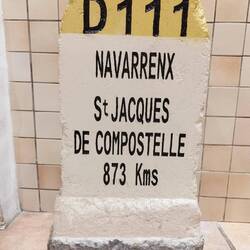 D111
NAVARRENX
St JACQUES
DE COMPOSTELLE
873 Kms